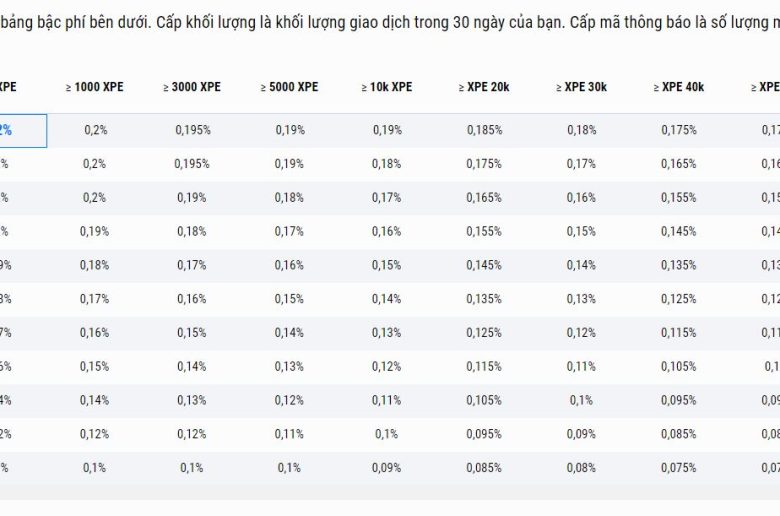 bảng bậc phí bên dưới. Cấp khối lượng là khối lượng giao dịch trong 30 ngày của bạn. Cấp mã thông báo là số lượng
XPE ≥ 1000 XPE ≥ 3000 XPE ≥ 5000 XPE ≥ 10k XPE ≥ XPE 20k ≥ XPE 30k ≥ XPE 40k ≥ XPE
2% 0,2% 0,195% 0,19% 0,19% 0,185% 0,18% 0,175% 0,17
% 0,2% 0,195% 0,19% 0,18% 0,175% 0,17% 0,165% 0,16
% 0,2% 0,19% 0,18% 0,17% 0,165% 0,16% 0,155% 0,15
% 0,19% 0,18% 0,17% 0,16% 0,155% 0,15% 0,145% 0,14
9% 0,18% 0,17% 0,16% 0,15% 0,145% 0,14% 0,135% 0,13
8% 0,17% 0,16% 0,15% 0,14% 0,135% 0,13% 0,125% 0,12
7% 0,16% 0,15% 0,14% 0,13% 0,125% 0,12% 0,115% 0,11
6% 0,15% 0,14% 0,13% 0,12% 0,115% 0,11% 0,105% 0,1
4% 0,14% 0,13% 0,12% 0,11% 0,105% 0,1% 0,095% 0,09
2% 0,12% 0,12% 0,11% 0,1% 0,095% 0,09% 0,085% 0,08
% 0,1% 0,1% 0,1% 0,09% 0,085% 0,08% 0,075% 0,07